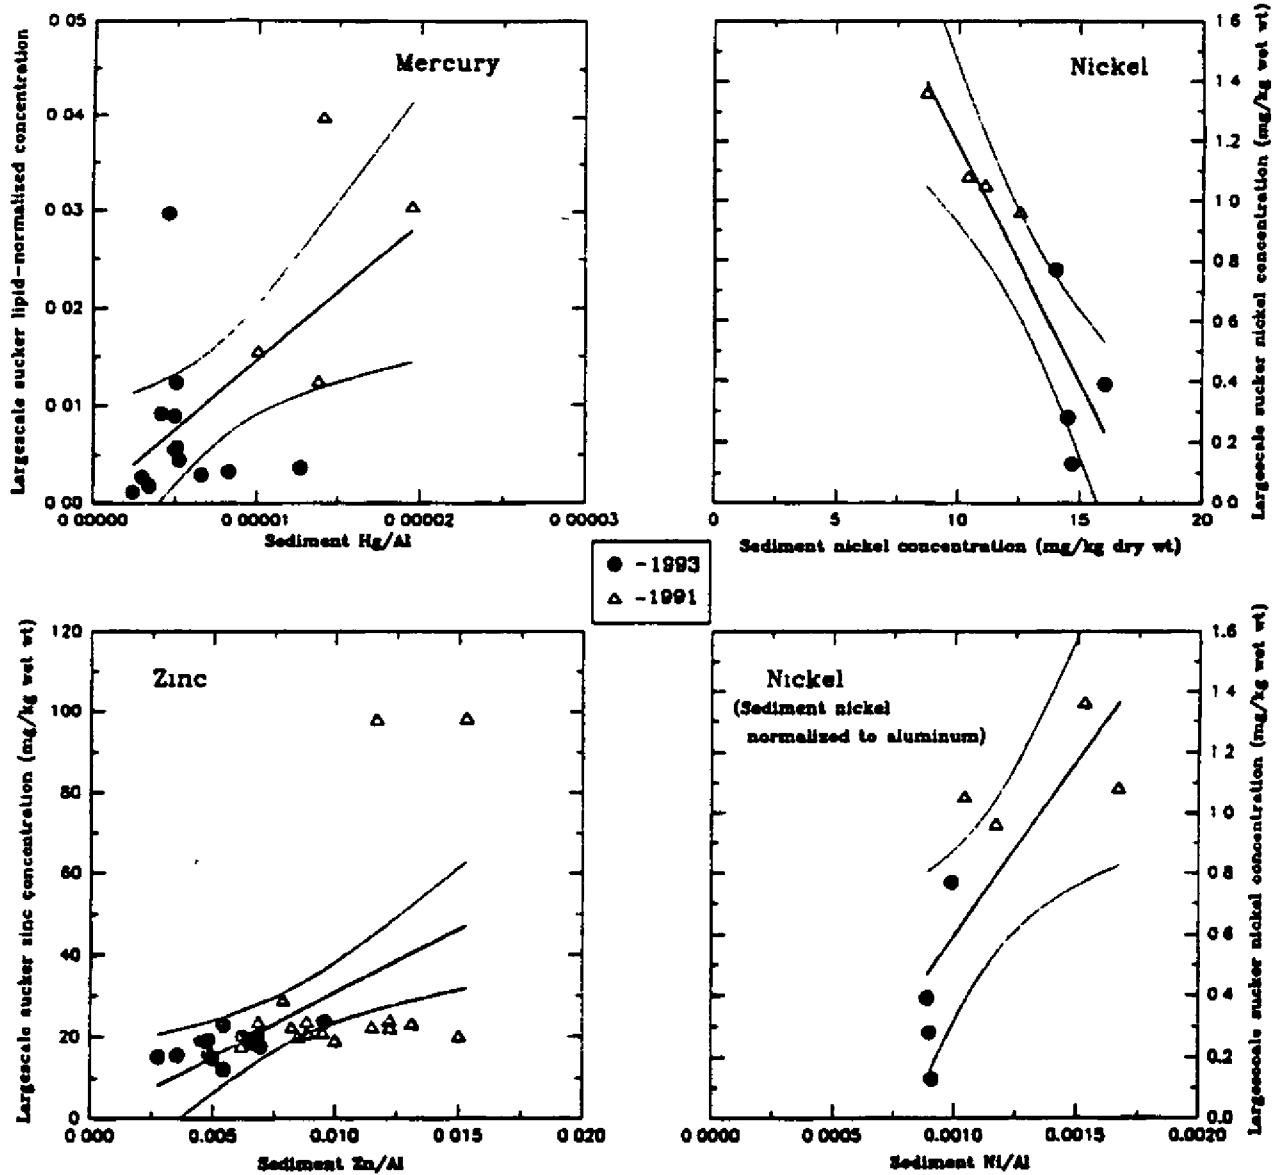 Mercury
Largescale sucker lipid-normalized concentration
0 05
0 04
0 03
0 02
0 01
0 00
0 00000 0 00001 0 00002 0 00003
Sediment Hg/Al
Nickel
Largescale sucker nickel concentration (mg/kg wet wt)
1 6
1 4
1 2
1 0
0 8
0 6
0 4
0 2
0 0
0 5 10 15 20
Sediment nickel concentration (mg/kg dry wt)
-1993
-1991
Zinc
Largescale sucker zinc concentration (mg/kg wet wt)
120
100
80
60
40
20
0
0 000 0.005 0.010 0.015 0.020
Sediment Zn/Al
Nickel
(Sediment nickel
normalized to aluminum)
Largescale sucker nickel concentration (mg/kg wet wt)
1.6
1.4
1 2
1 0
0 8
0 6
0 4
0.2
0.0
0 0000 0 0005 0 0010 0 0015 0 0020
Sediment Ni/Al